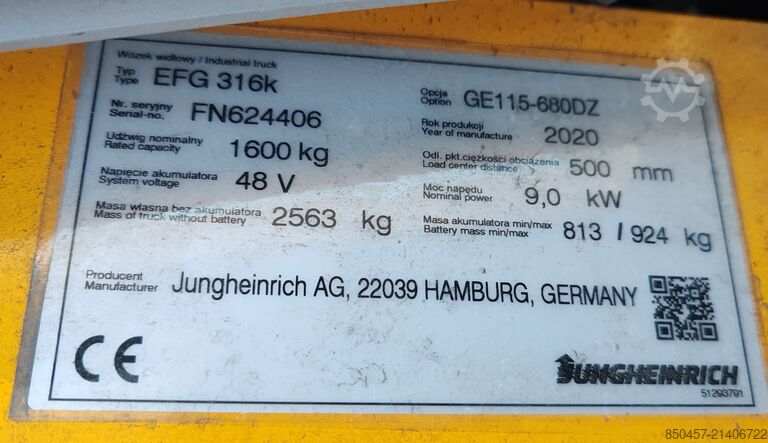 Wózek widłowy / Industrial truck
Typ
Type EFG 316k
Opcja
Option GE115-680DZ
Nr. seryjny
Serial-no. FN624406
Rok produkcji
Year of manufacture 2020
Udźwig nominalny
Rated capacity 1600 kg
Odl. pkt.ciężkości obciążenia
Load center distance 500 mm
Napięcie akumulatora
System voltage 48 V
Moc napędu
Nominal power 9,0 kW
Masa własna bez akumulatora
Mass of truck without battery 2563 kg
Masa akumulatora min/max
Battery mass min/max 813 / 924 kg
Producent
Manufacturer Jungheinrich AG, 22039 HAMBURG, GERMANY
CE
JUNGHEINRICH
51293791
850457-21406722